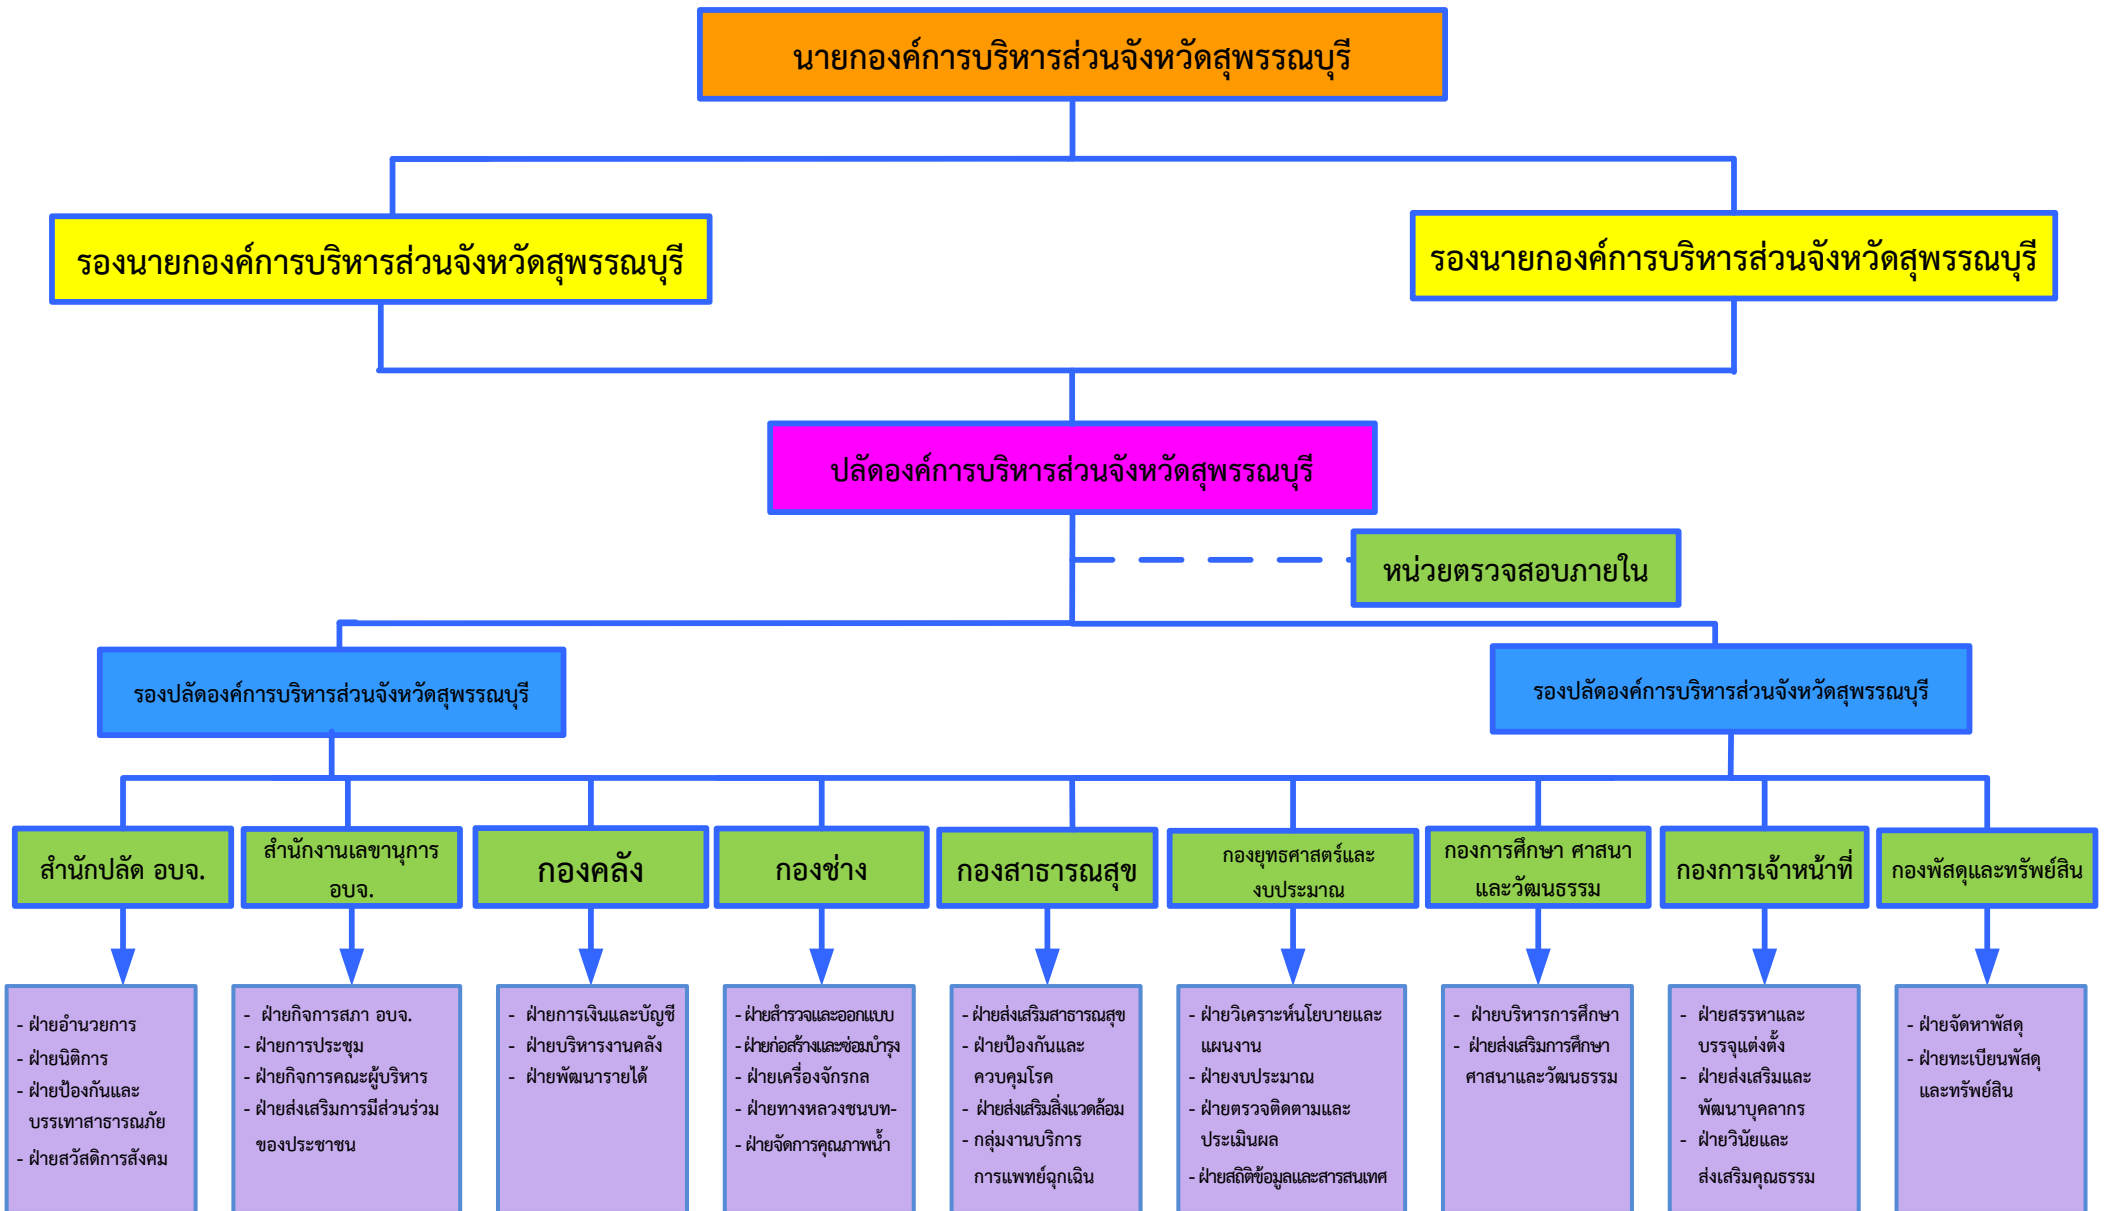 นายกองค์การบริหารส่วนจังหวัดสุพรรณบุรี
รองนายกองค์การบริหารส่วนจังหวัดสุพรรณบุรี
รองนายกองค์การบริหารส่วนจังหวัดสุพรรณบุรี
ปลัดองค์การบริหารส่วนจังหวัดสุพรรณบุรี
หน่วยตรวจสอบภายใน
รองปลัดองค์การบริหารส่วนจังหวัดสุพรรณบุรี
รองปลัดองค์การบริหารส่วนจังหวัดสุพรรณบุรี
สำนักปลัด อบจ.
สำนักงานเลขานุการ
อบจ.
กองคลัง
กองช่าง
กองสาธารณสุข
กองยุทธศาสตร์และ
งบประมาณ
กองการศึกษา ศาสนา
และวัฒนธรรม
กองการเจ้าหน้าที่
กองพัสดุและทรัพย์สิน
- ฝ่ายอำนวยการ
- ฝ่ายนิติการ
- ฝ่ายป้องกันและ
บรรเทาสาธารณภัย
- ฝ่ายสวัสดิการสังคม
- ฝ่ายกิจการสภา อบจ.
- ฝ่ายการประชุม
- ฝ่ายกิจการคณะผู้บริหาร
- ฝ่ายส่งเสริมการมีส่วนร่วม
ของประชาชน
- ฝ่ายการเงินและบัญชี
- ฝ่ายบริหารงานคลัง
- ฝ่ายพัฒนารายได้
- ฝ่ายสำรวจและออกแบบ
- ฝ่ายก่อสร้างและซ่อมบำรุง
- ฝ่ายเครื่องจักรกล
- ฝ่ายทางหลวงชนบท-
- ฝ่ายจัดการคุณภาพน้ำ
- ฝ่ายส่งเสริมสาธารณสุข
- ฝ่ายป้องกันและ
ควบคุมโรค
- ฝ่ายส่งเสริมสิ่งแวดล้อม
- กลุ่มงานบริการ
การแพทย์ฉุกเฉิน
- ฝ่ายวิเคราะห์นโยบายและ
แผนงาน
- ฝ่ายงบประมาณ
- ฝ่ายตรวจติดตามและ
ประเมินผล
- ฝ่ายสถิติข้อมูลและสารสนเทศ
- ฝ่ายบริหารการศึกษา
- ฝ่ายส่งเสริมการศึกษา
ศาสนาและวัฒนธรรม
- ฝ่ายสรรหาและ
บรรจุแต่งตั้ง
- ฝ่ายส่งเสริมและ
พัฒนาบุคลากร
- ฝ่ายวินัยและ
ส่งเสริมคุณธรรม
- ฝ่ายจัดหาพัสดุ
- ฝ่ายทะเบียนพัสดุ
และทรัพย์สิน